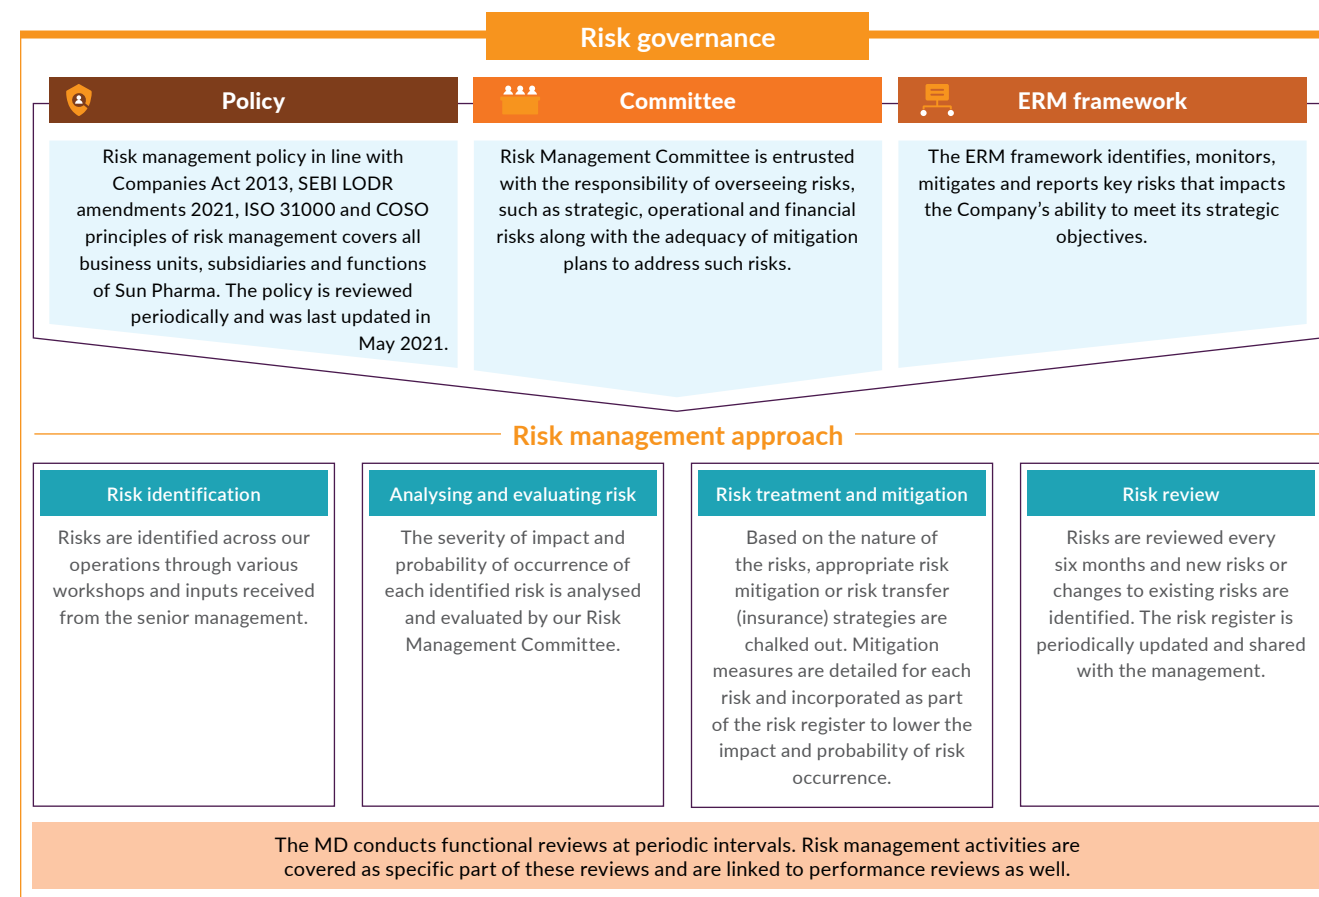 Risk governance
Policy
Risk management policy in line with
Companies Act 2013, SEBI LODR
amendments 2021, ISO 31000 and COSO
principles of risk management covers all
business units, subsidiaries and functions
of Sun Pharma. The policy is reviewed
periodically and was last updated in
May 2021.
Committee
Risk Management Committee is entrusted
with the responsibility of overseeing risks,
such as strategic, operational and financial
risks along with the adequacy of mitigation
plans to address such risks.
ERM framework
The ERM framework identifies, monitors,
mitigates and reports key risks that impacts
the Company’s ability to meet its strategic
objectives.
Risk management approach
Risk identification
Risks are identified across our
operations through various
workshops and inputs received
from the senior management.
Analysing and evaluating risk
The severity of impact and
probability of occurrence of
each identified risk is analysed
and evaluated by our Risk
Management Committee.
Risk treatment and mitigation
Based on the nature of
the risks, appropriate risk
mitigation or risk transfer
(insurance) strategies are
chalked out. Mitigation
measures are detailed for each
risk and incorporated as part
of the risk register to lower the
impact and probability of risk
occurrence.
Risk review
Risks are reviewed every
six months and new risks or
changes to existing risks are
identified. The risk register is
periodically updated and shared
with the management.
The MD conducts functional reviews at periodic intervals. Risk management activities are
covered as specific part of these reviews and are linked to performance reviews as well.